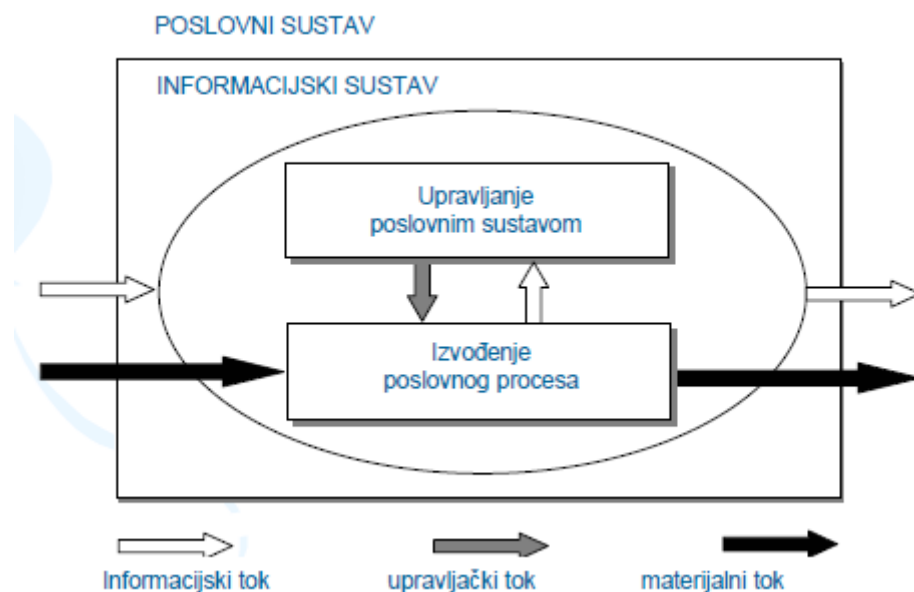 POSLOVNI SUSTAV
INFORMACIJSKI SUSTAV
Upravljanje
poslovnim sustavom
Izvođenje
poslovnog procesa
Informacijski tok
upravljački tok
materijalni tok